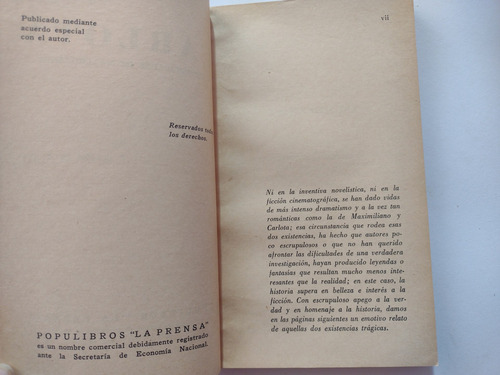 Publicado mediante
acuerdo especial
con el autor.
Reservados
los derechos.
POPULIBROS "LA PRENSA"
es un nombre comercial debidamente registrado
ante la Secretaría de Economía Nacional.
vii
Ni en la inventiva novelística, ni en la
ficción cinematográfica, se han dado vidas
de más intenso dramatismo y a la vez tan
románticas como la de Maximiliano y
Carlota; esa circunstancia que rodea esas
dos existencias, ha hecho que autores po-
co escrupulosos o que no han querido
afrontar las dificultades de una verdadera
investigación, hayan producido leyendas o
fantasías que resultan mucho menos intere-
santes que la realidad; en este caso, la
historia supera en belleza e interés a la
ficción. Con escrupuloso apego a la ver-
dad y en homenaje a la historia, damos
en las páginas siguientes un emotivo relato
de aquellas dos existencias trágicas.